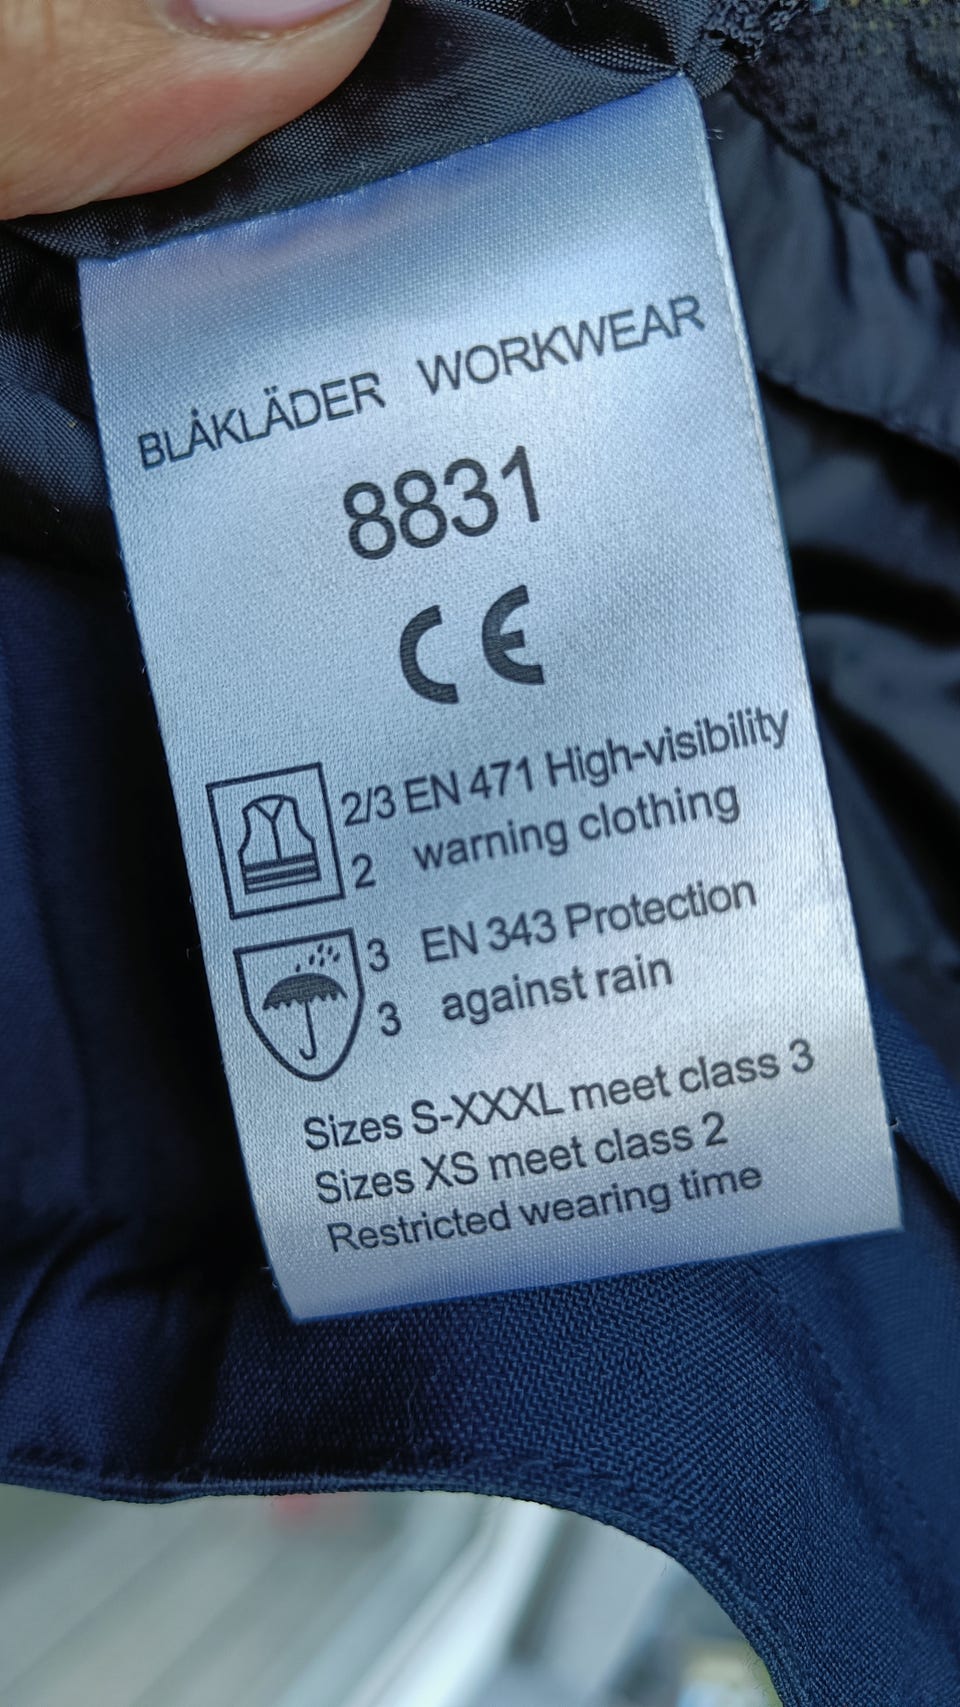 BLÅKLÄDER WORKWEAR
8831
CE
2/3 EN 471 High-visibility
2 warning clothing
3 EN 343 Protection
3 against rain
Sizes S-XXXL meet class 3
Sizes XS meet class 2
Restricted wearing time